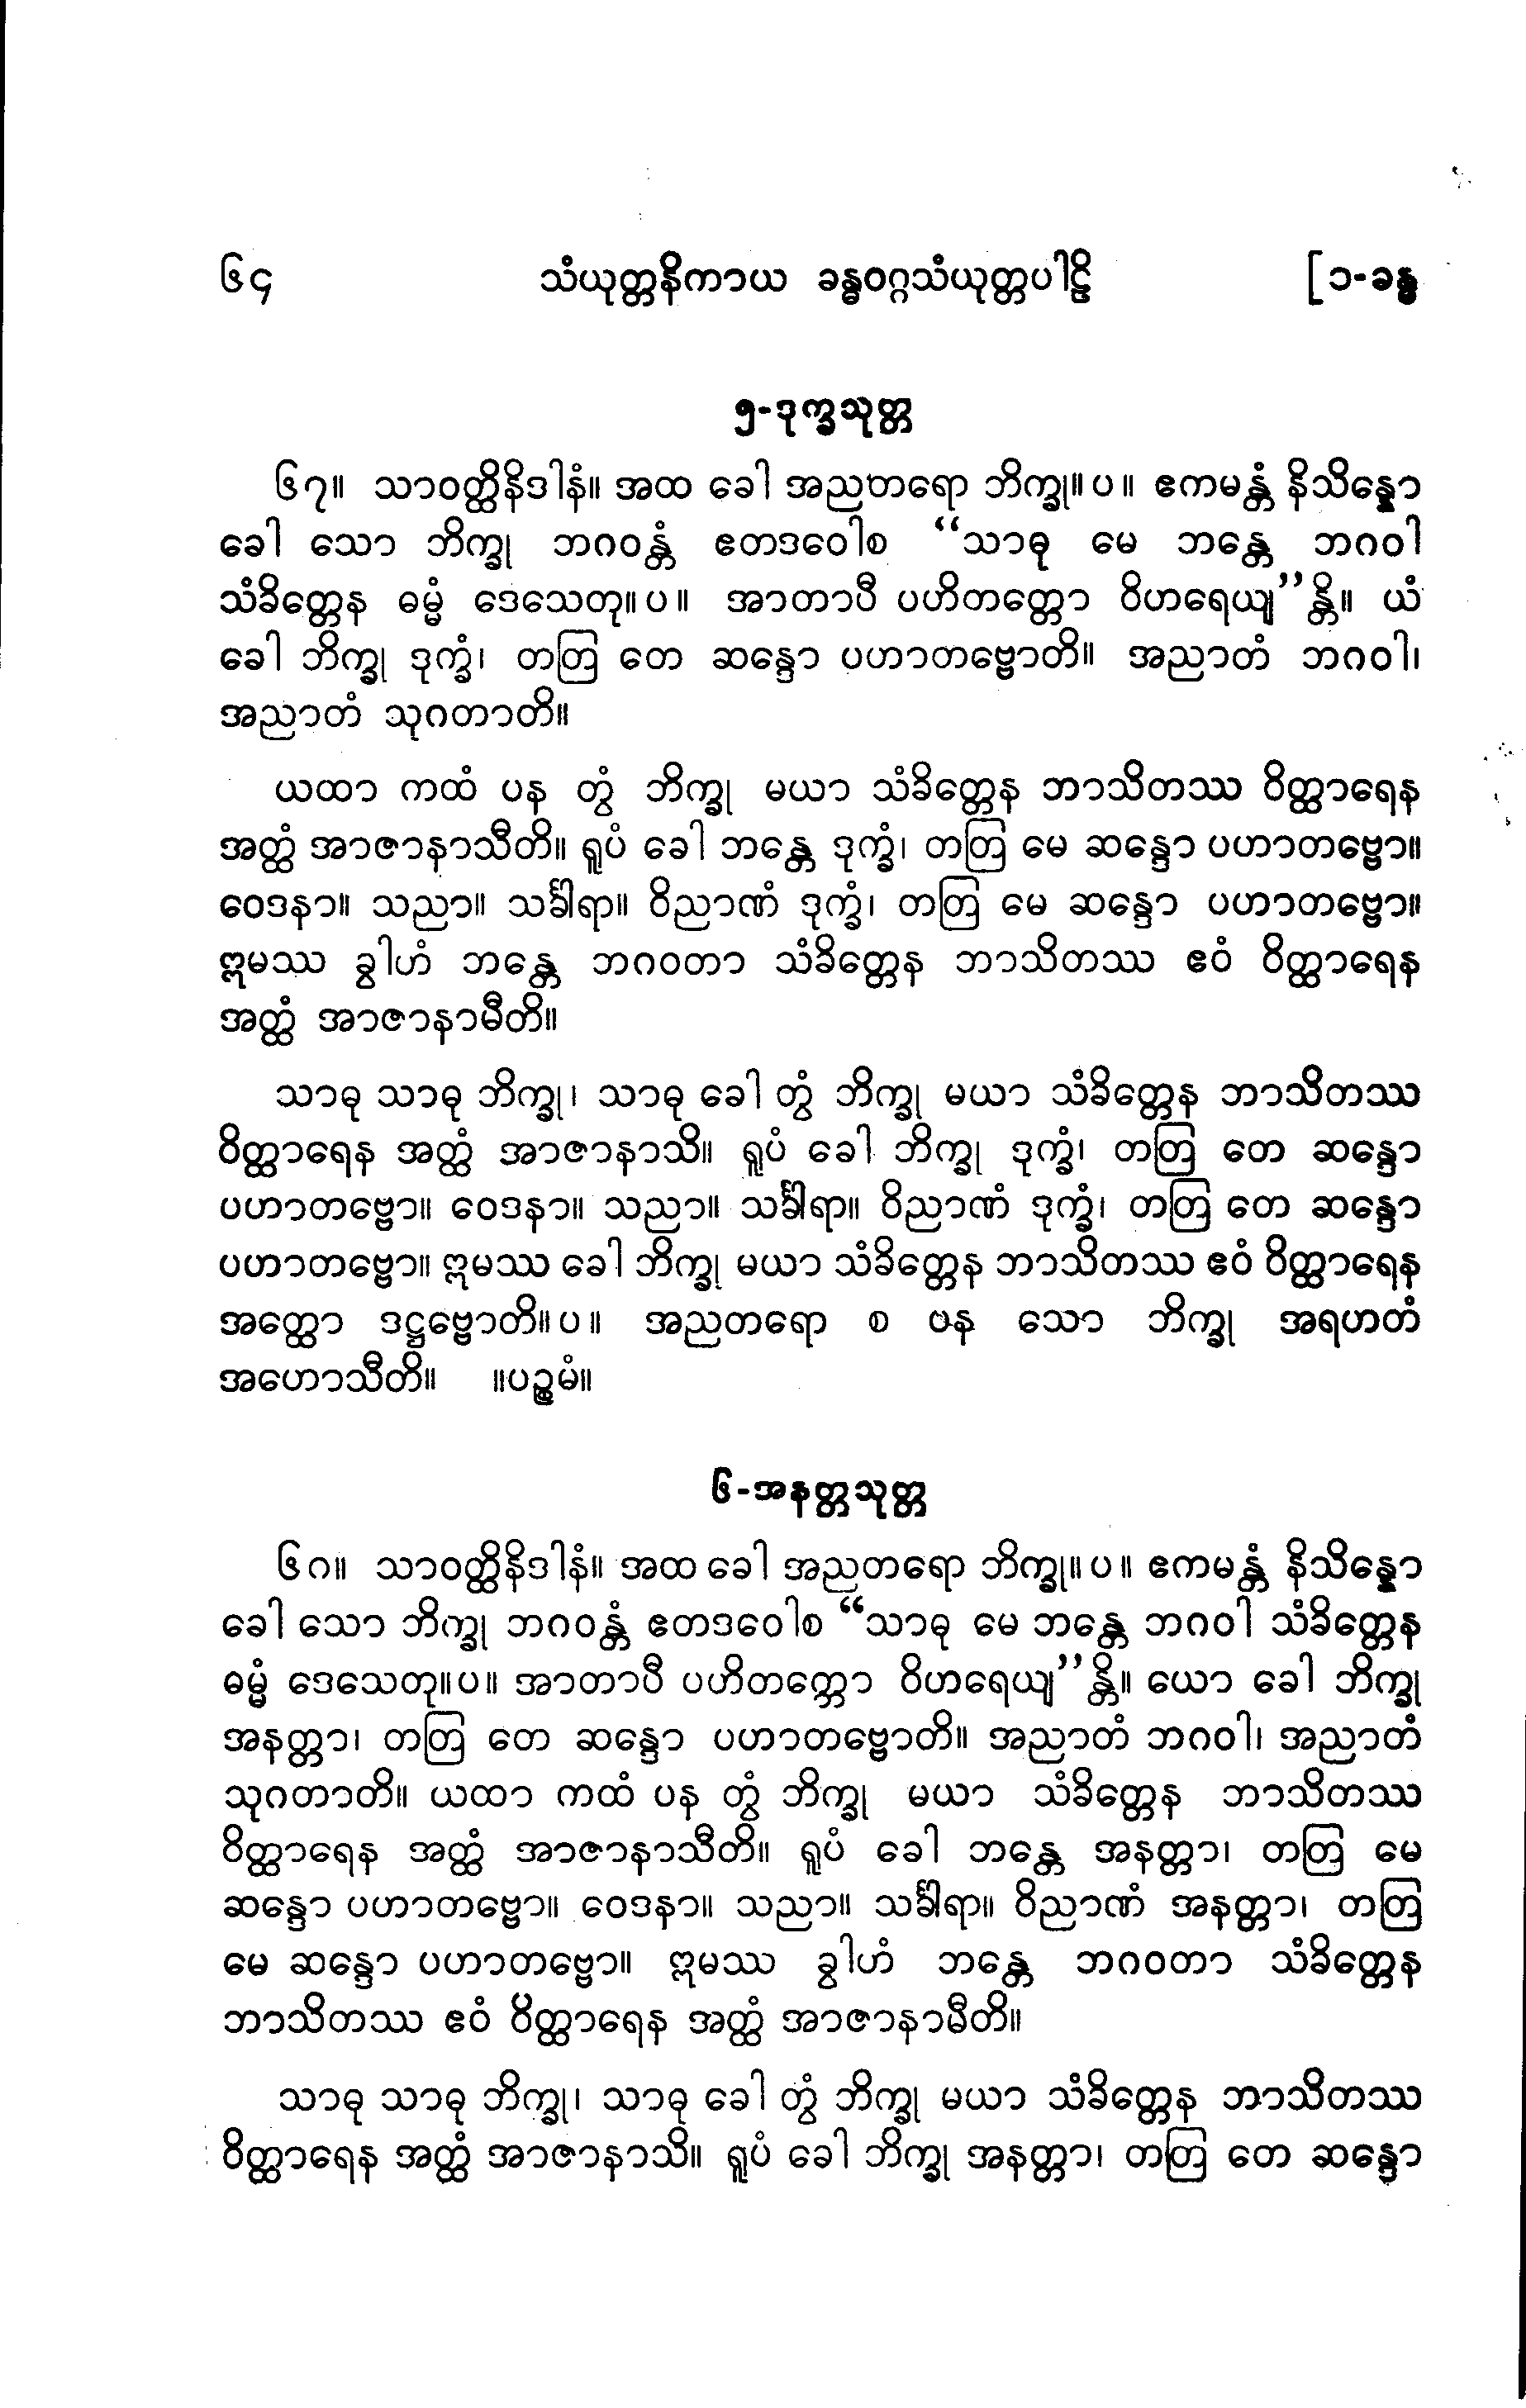 ၆၄ သံယုတ္တနိကာယ ခန္ဓဝဂ္ဂသံယုတ္တပါဠိ [၁-ခန္ဓ
၅-ဒုက္ခသုတ္တ
၆၇။ သာဝတ္ထိနိဒါနံ။ အထ ခေါ အညတရော ဘိက္ခု။ပ။ ဧကမန္တံ နိသိန္နော
ခေါ သော ဘိက္ခု ဘဂဝန္တံ ဧတဒဝေါစ “သာဓု မေ ဘန္တေ ဘဂဝါ
သံခိတ္တေန ဓမ္မံ ဒေသေတု။ပ။ အာတာပီ ပဟိတတ္တော ဝိဟရေယျ”န္တိ။ ယံ
ခေါ ဘိက္ခု ဒုက္ခံ၊ တတြ တေ ဆန္ဒော ပဟာတဗ္ဗောတိ။ အညာတံ ဘဂဝါ၊
အညာတံ သုဂတာတိ။
ယထာ ကထံ ပန တွံ ဘိက္ခု မယာ သံခိတ္တေန ဘာသိတဿ ဝိတ္ထာရေန
အတ္ထံ အာဇာနာသီတိ။ ရူပံ ခေါ ဘန္တေ ဒုက္ခံ၊ တတြ မေ ဆန္ဒော ပဟာတဗ္ဗော။
ဝေဒနာ။ သညာ။ သင်္ခါရာ။ ဝိညာဏံ ဒုက္ခံ၊ တတြ မေ ဆန္ဒော ပဟာတဗ္ဗော။
ဣမဿ ခွါဟံ ဘန္တေ ဘဂဝတာ သံခိတ္တေန ဘာသိတဿ ဧဝံ ဝိတ္ထာရေန
အတ္ထံ အာဇာနာမီတိ။
သာဓု သာဓု ဘိက္ခု၊ သာဓု ခေါ တွံ ဘိက္ခု မယာ သံခိတ္တေန ဘာသိတဿ
ဝိတ္ထာရေန အတ္ထံ အာဇာနာသိ။ ရူပံ ခေါ ဘိက္ခု ဒုက္ခံ၊ တတြ တေ ဆန္ဒော
ပဟာတဗ္ဗော။ ဝေဒနာ။ သညာ။ သင်္ခါရာ။ ဝိညာဏံ ဒုက္ခံ၊ တတြ တေ ဆန္ဒော
ပဟာတဗ္ဗော။ ဣမဿ ခေါ ဘိက္ခု မယာ သံခိတ္တေန ဘာသိတဿ ဧဝံ ဝိတ္ထာရေန
အတ္ထော ဒဋ္ဌဗ္ဗောတိ။ပ။ အညတရော စ ပန သော ဘိက္ခု အရဟတံ
အဟောသီတိ။ ။ပဉ္စမံ။
၆-အနတ္တသုတ္တ
၆၈။ သာဝတ္ထိနိဒါနံ။ အထ ခေါ အညတရော ဘိက္ခု။ပ။ ဧကမန္တံ နိသိန္နော
ခေါ သော ဘိက္ခု ဘဂဝန္တံ ဧတဒဝေါစ “သာဓု မေ ဘန္တေ ဘဂဝါ သံခိတ္တေန
ဓမ္မံ ဒေသေတု။ပ။ အာတာပီ ပဟိတတ္တော ဝိဟရေယျ”န္တိ။ ယော ခေါ ဘိက္ခု
အနတ္တာ၊ တတြ တေ ဆန္ဒော ပဟာတဗ္ဗောတိ။ အညာတံ ဘဂဝါ၊ အညာတံ
သုဂတာတိ။ ယထာ ကထံ ပန တွံ ဘိက္ခု မယာ သံခိတ္တေန ဘာသိတဿ
ဝိတ္ထာရေန အတ္ထံ အာဇာနာသီတိ။ ရူပံ ခေါ ဘန္တေ အနတ္တာ၊ တတြ မေ
ဆန္ဒော ပဟာတဗ္ဗော။ ဝေဒနာ။ သညာ။ သင်္ခါရာ။ ဝိညာဏံ အနတ္တာ၊ တတြ
မေ ဆန္ဒော ပဟာတဗ္ဗော။ ဣမဿ ခွါဟံ ဘန္တေ ဘဂဝတာ သံခိတ္တေန
ဘာသိတဿ ဧဝံ ဝိတ္ထာရေန အတ္ထံ အာဇာနာမီတိ။
သာဓု သာဓု ဘိက္ခု၊ သာဓု ခေါ တွံ ဘိက္ခု မယာ သံခိတ္တေန ဘာသိတဿ
ဝိတ္ထာရေန အတ္ထံ အာဇာနာသိ။ ရူပံ ခေါ ဘိက္ခု အနတ္တာ၊ တတြ တေ ဆန္ဒော